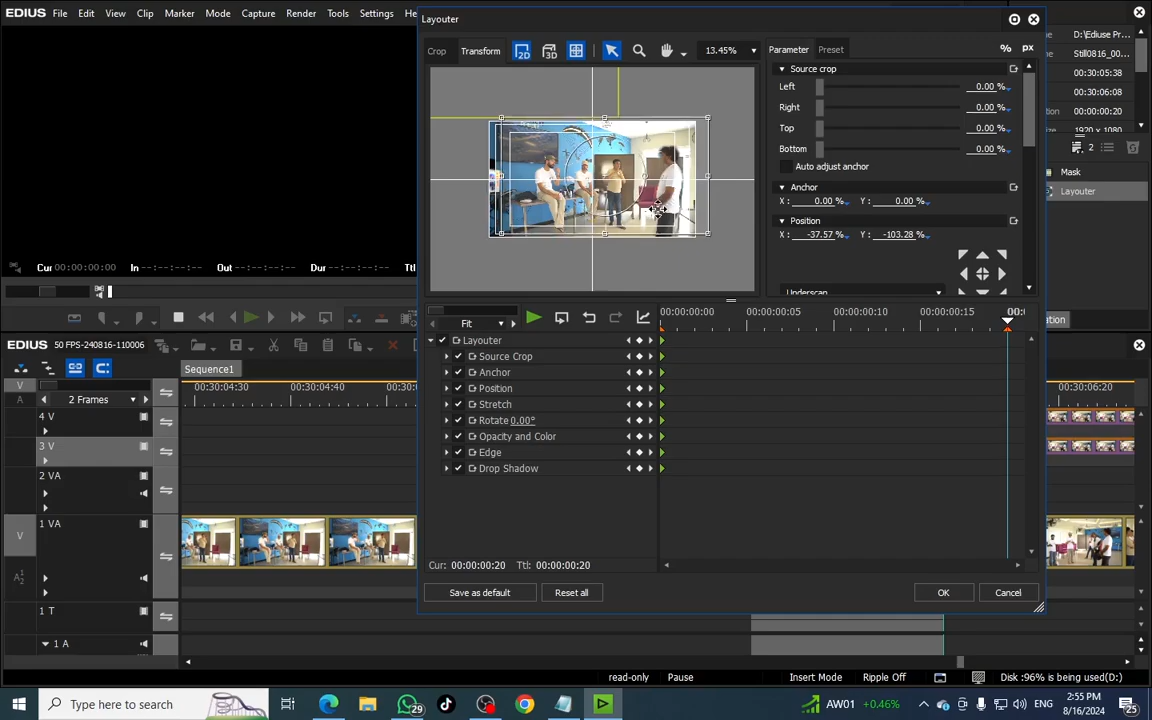 EDIUS File Edit View Clip Marker Mode Capture Render Tools Settings He
Layouter
Crop Transform 2D 3D 13.45% Parameter Preset % px
Source crop
Left 0.00 %
Right 0.00 %
Top 0.00 %
Bottom 0.00 %
Auto adjust anchor
Anchor
X : 0.00 % Y : 0.00 %
Position
X : -37.57 % Y : -103.28 %
Underscan
D:\Ediuse Pr
Still0816_00
00:30:05:38
00:30:06:08
00:00:00:20
1920 x 1080
2
Mask
Layouter
Cur 00:00:00:00 In --:--:--:-- Out --:--:--:-- Dur --:--:--:-- Ttl
Fit
00:00:00:00 00:00:00:05 00:00:00:10 00:00:00:15 00:(
Layouter
Source Crop
Anchor
Position
Stretch
Rotate 0.00°
Opacity and Color
Edge
Drop Shadow
Cur: 00:00:00:20 Ttl: 00:00:00:20
Save as default Reset all OK Cancel
EDIUS 50 FPS-240816-110006
Sequence1
V
A
2 Frames
00:30:04:30 00:30:04:40 00:30:06:20
4 V
3 V
2 VA
V 1 VA
1 T
1 A
read-only Pause Insert Mode Ripple Off Disk :96% is being used(d
Type here to search
29
AW01 +0.46%
ENG
2:55 PM
8/16/2024
25